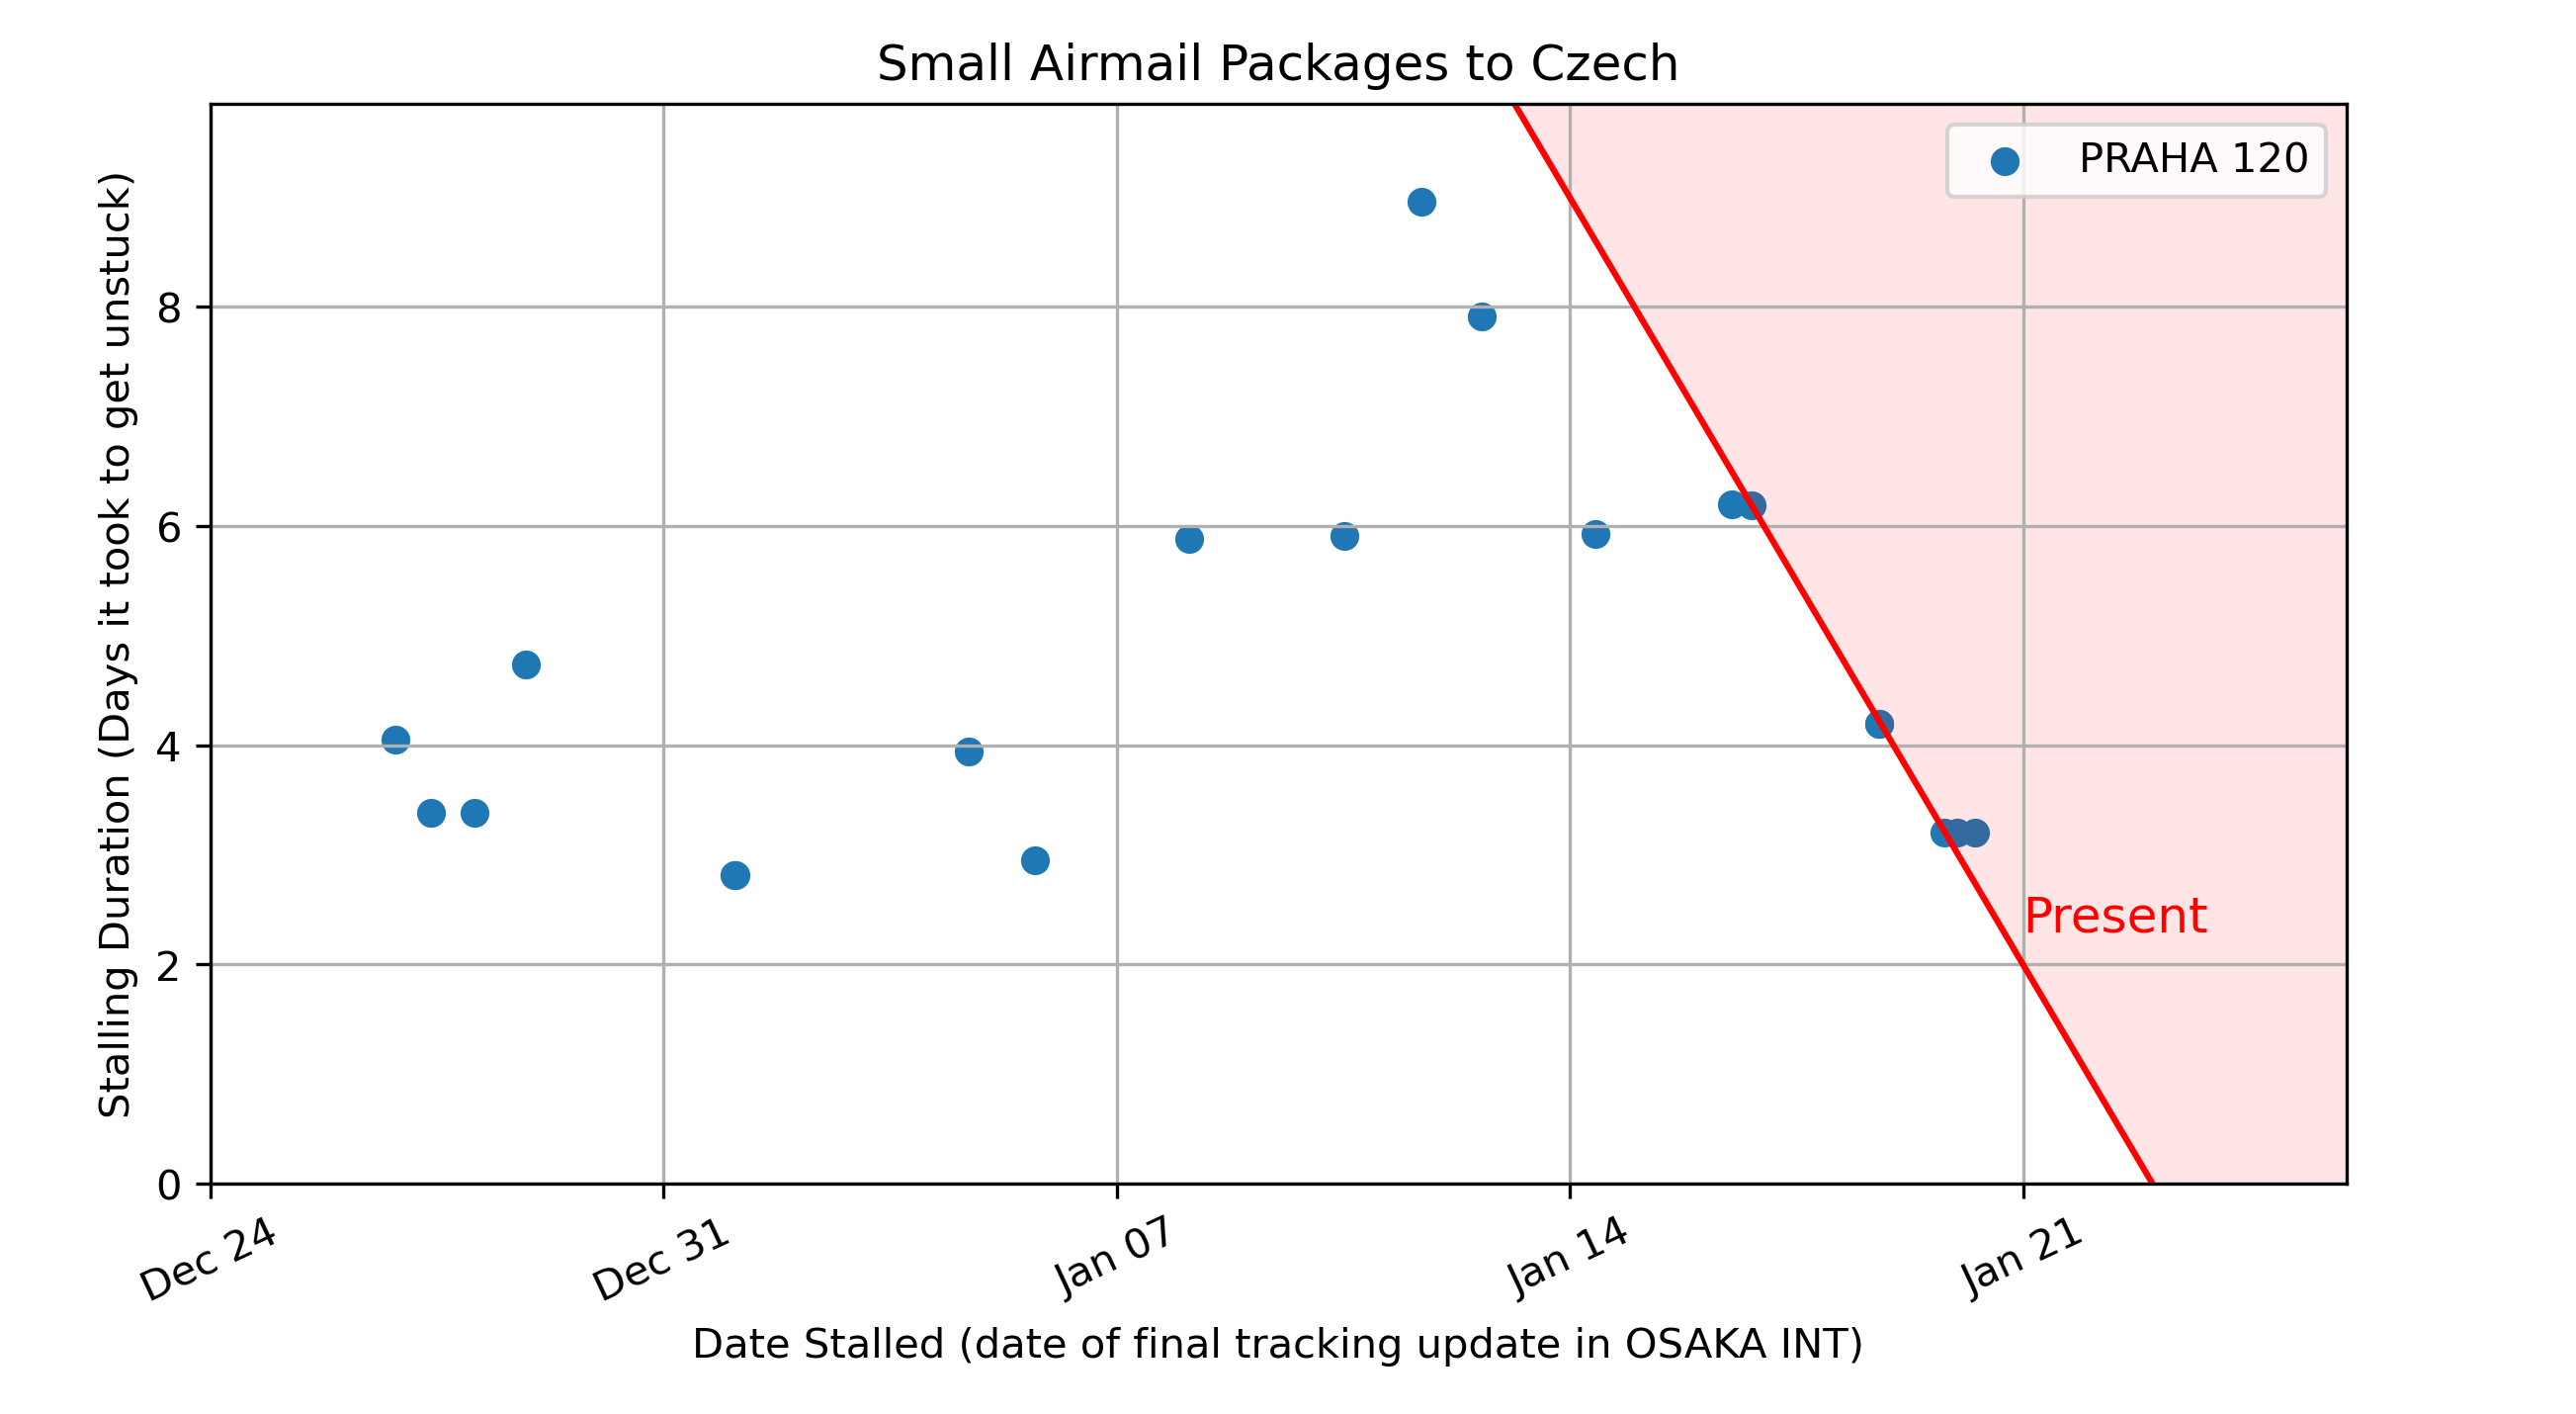 Small Airmail Packages to Czech
PRAHA 120
Stalling Duration (Days it took to get unstuck)
8
6
4
2
0
Present
Dec 24
Dec 31
Jan 07
Jan 14
Jan 21
Date Stalled (date of final tracking update in OSAKA INT)